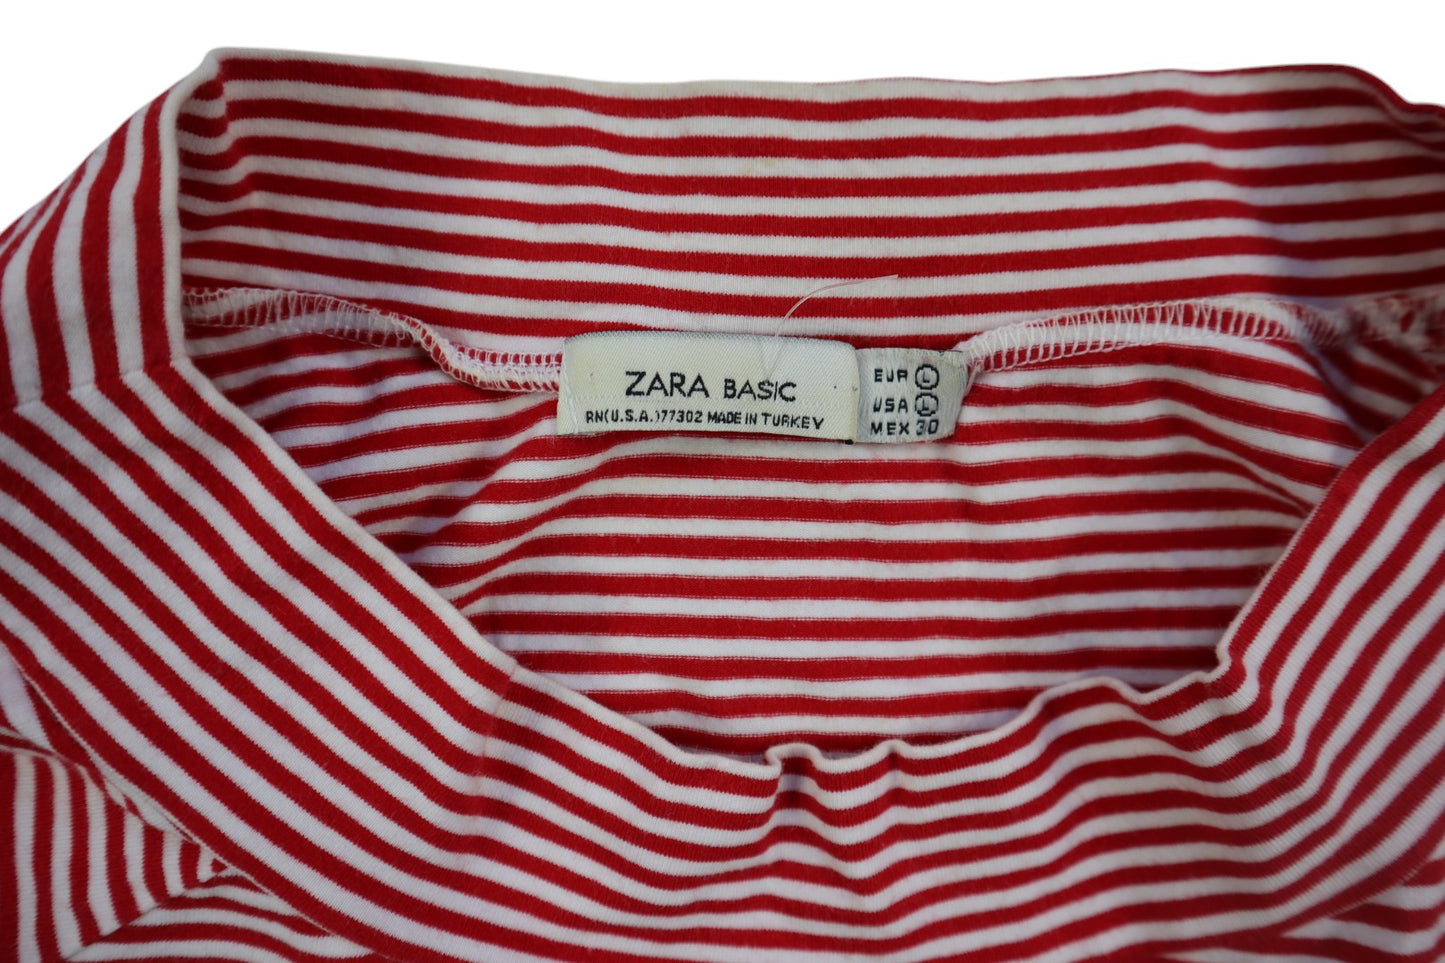 ZARA BASIC
RN(U.S.A.)77302 MADE IN TURKEY
EUR L
USA L
MEX 30